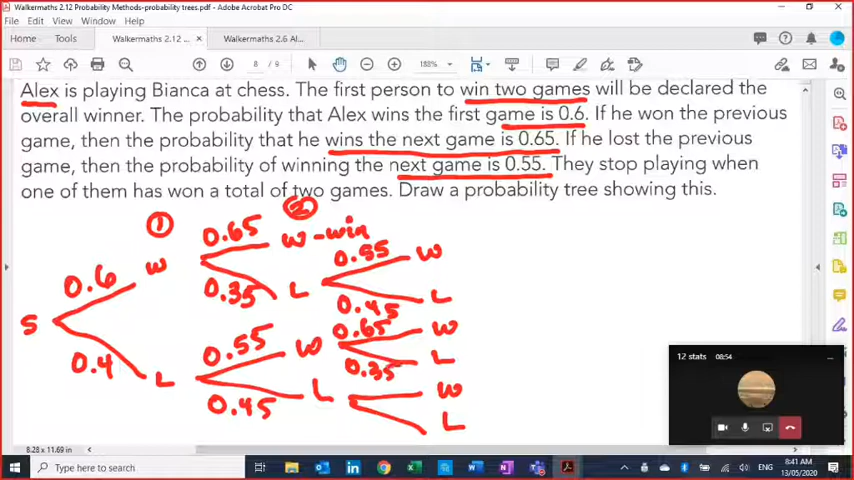 Walkermaths 2.12 Probability Methods-probability trees.pdf - Adobe Acrobat Pro DC
File Edit View Window Help
Home Tools Walkermaths 2.12 ... × Walkermaths 2.6 Al...
8 / 9 188%
Alex is playing Bianca at chess. The first person to win two games will be declared the
overall winner. The probability that Alex wins the first game is 0.6. If he won the previous
game, then the probability that he wins the next game is 0.65. If he lost the previous
game, then the probability of winning the next game is 0.55. They stop playing when
one of them has won a total of two games. Draw a probability tree showing this.
1 2
0.65 W - win
0.6 W 0.55 W
0.35 L
0.45 L
S
0.55 W 0.65 W
0.4 L 0.35 L
0.45 L W
L
12 stats 08:54
8.28 x 11.69 in
Type here to search
ENG 8:41 AM
13/05/2020